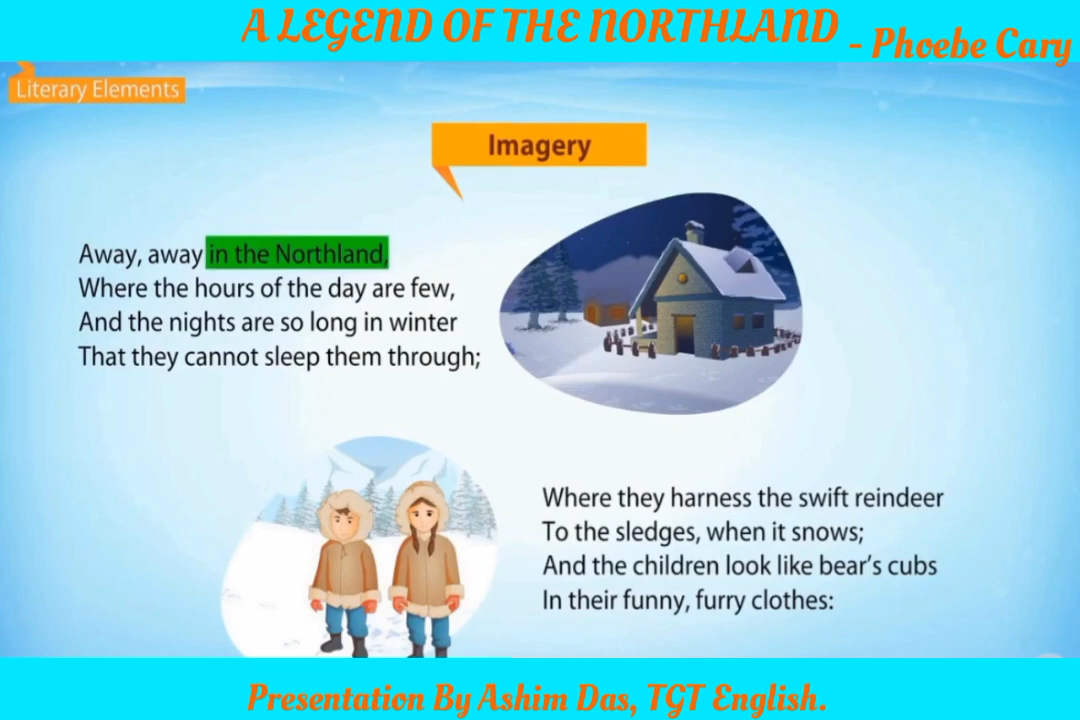 A LEGEND OF THE NORTHLAND - Phoebe Cary
Literary Elements
Imagery
Away, away in the Northland,
Where the hours of the day are few,
And the nights are so long in winter
That they cannot sleep them through;
Where they harness the swift reindeer
To the sledges, when it snows;
And the children look like bear’s cubs
In their funny, furry clothes:
Presentation By Ashim Das, TGT English.